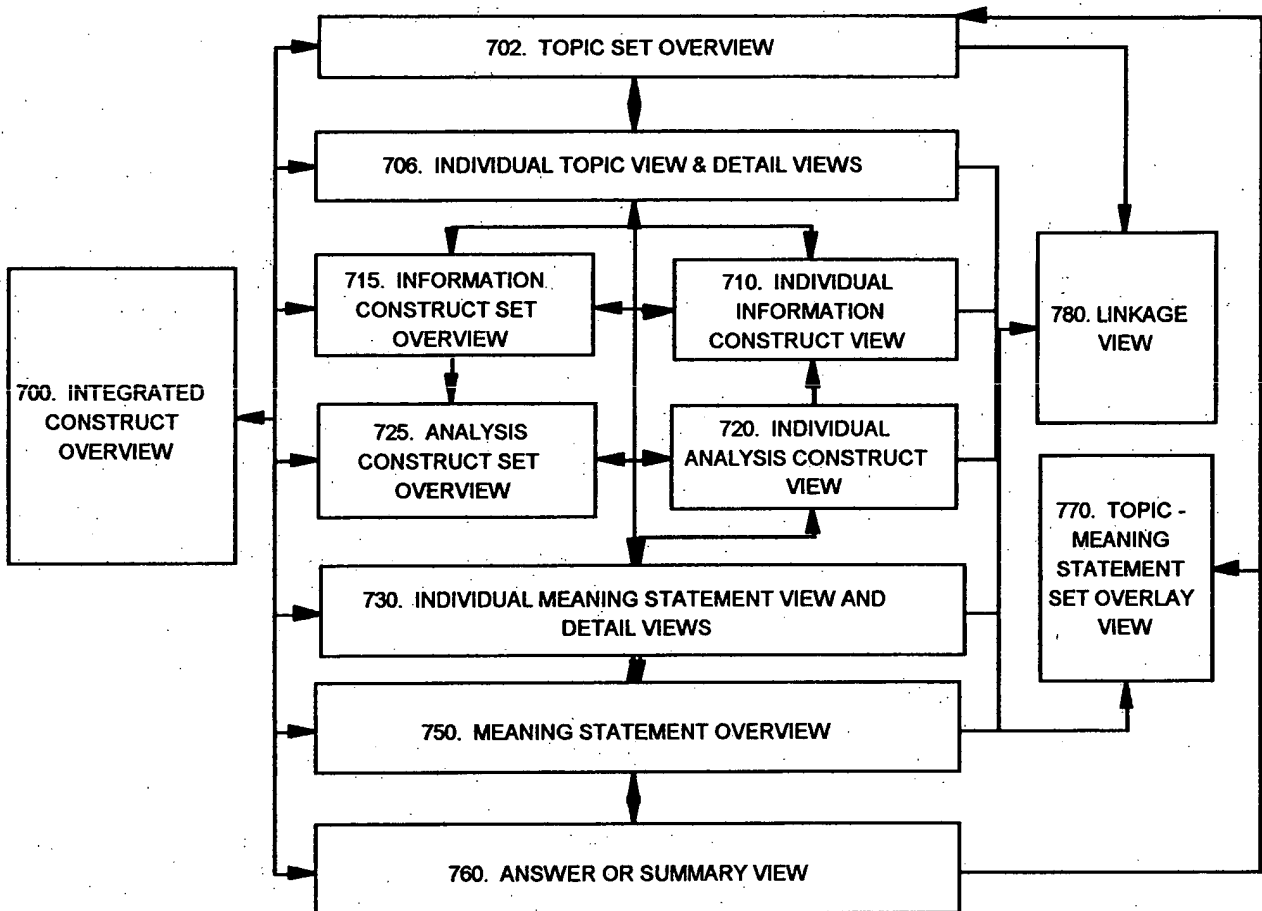 702. TOPIC SET OVERVIEW
706. INDIVIDUAL TOPIC VIEW & DETAIL VIEWS
715. INFORMATION
CONSTRUCT SET
OVERVIEW
710. INDIVIDUAL
INFORMATION
CONSTRUCT VIEW
780. LINKAGE
VIEW
700. INTEGRATED
CONSTRUCT
OVERVIEW
725. ANALYSIS
CONSTRUCT SET
OVERVIEW
720. INDIVIDUAL
ANALYSIS CONSTRUCT
VIEW
770. TOPIC -
MEANING
STATEMENT
SET OVERLAY
VIEW
730. INDIVIDUAL MEANING STATEMENT VIEW AND
DETAIL VIEWS
750. MEANING STATEMENT OVERVIEW
760. ANSWER OR SUMMARY VIEW